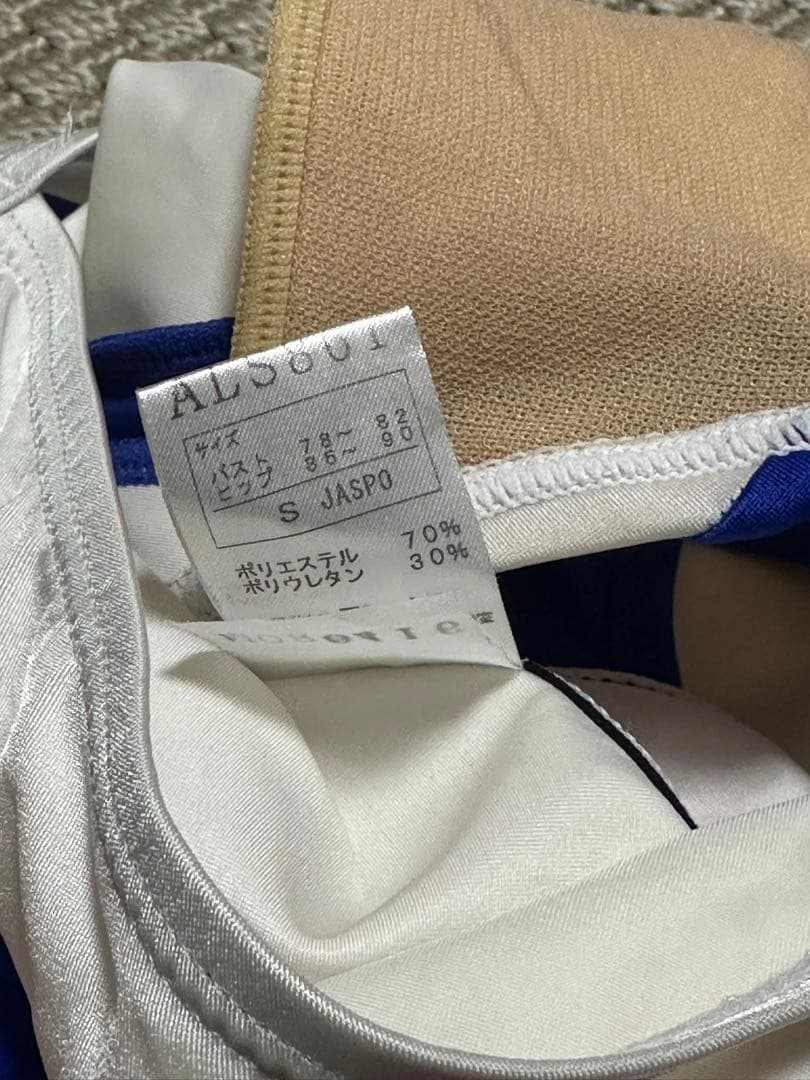 ALS801
サイズ
バスト 78～ 82
ヒップ 86～ 90
S JASPO
ポリエステル 70%
ポリウレタン 30%